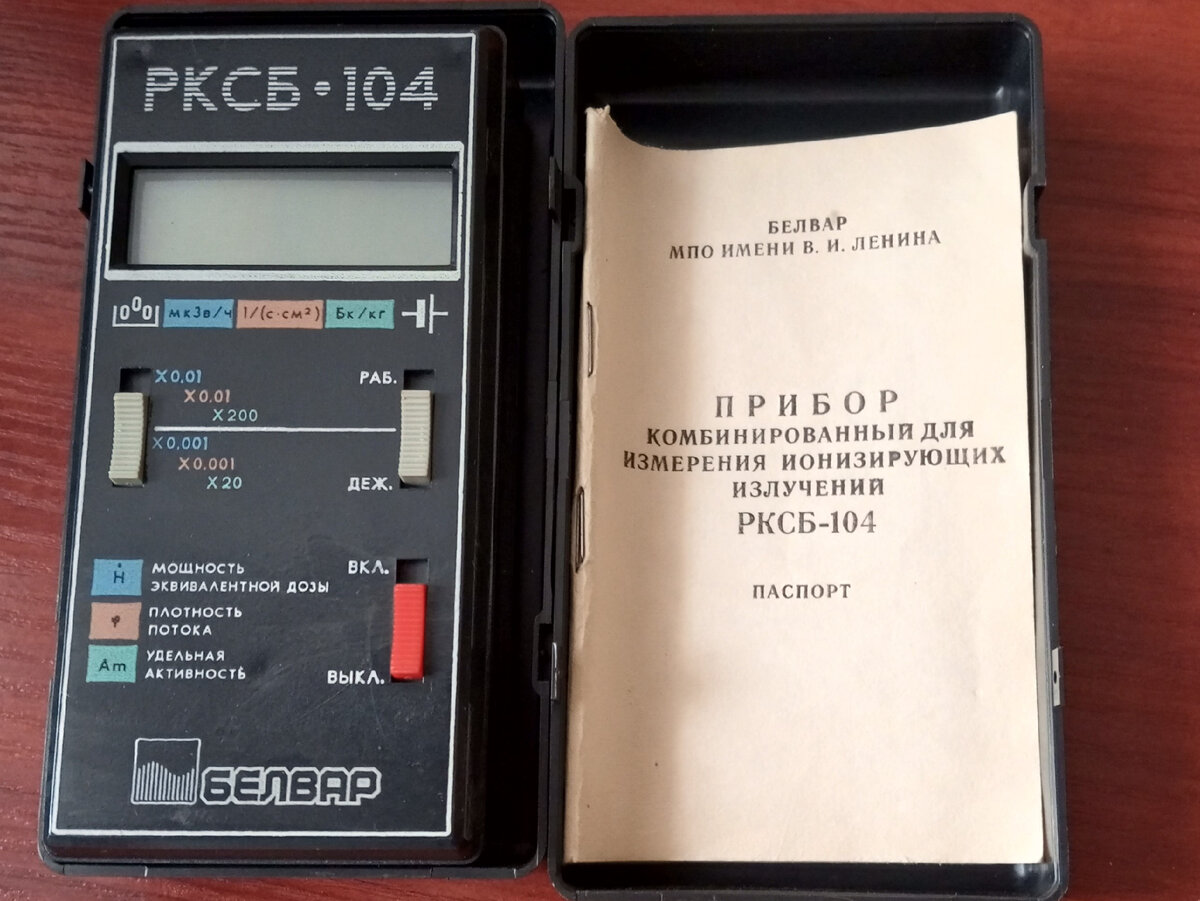 РКСБ·104
мкЗв/ч 1/(с·см²) Бк/кг
Х0,01
Х0.01
Х200
РАБ.
Х0,001
Х0.001
Х20
ДЕЖ.
Ḣ МОЩНОСТЬ
ЭКВИВАЛЕНТНОЙ ДОЗЫ
φ ПЛОТНОСТЬ
ПОТОКА
Am УДЕЛЬНАЯ
АКТИВНОСТЬ
ВКЛ.
ВЫКЛ.
БЕЛВАР
БЕЛВАР
МПО ИМЕНИ В. И. ЛЕНИНА
ПРИБОР
КОМБИНИРОВАННЫЙ ДЛЯ
ИЗМЕРЕНИЯ ИОНИЗИРУЮЩИХ
ИЗЛУЧЕНИЙ
РКСБ-104
ПАСПОРТ